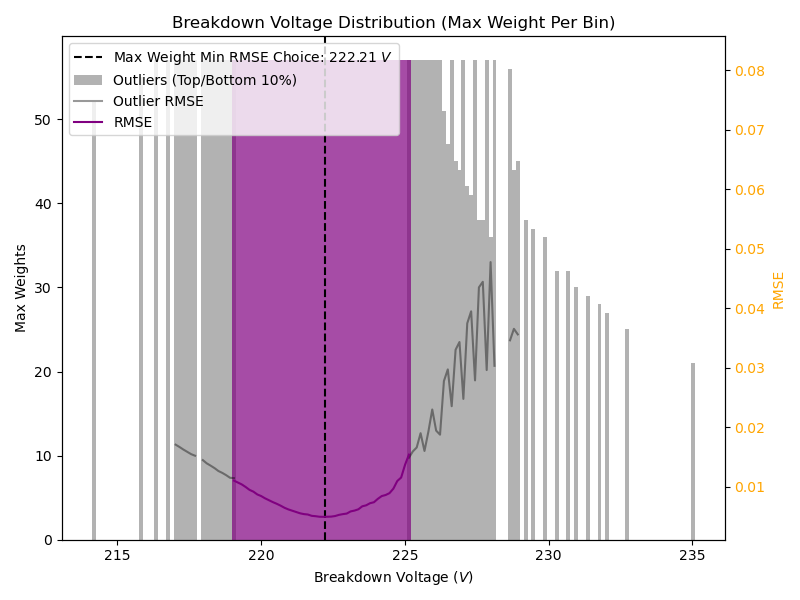 Breakdown Voltage Distribution (Max Weight Per Bin)
Max Weight Min RMSE Choice: 222.21 V
Outliers (Top/Bottom 10%)
Outlier RMSE
RMSE
Max Weights
50
40
30
20
10
0
0.08
0.07
0.06
0.05
0.04
0.03
0.02
0.01
RMSE
215 220 225 230 235
Breakdown Voltage (V)